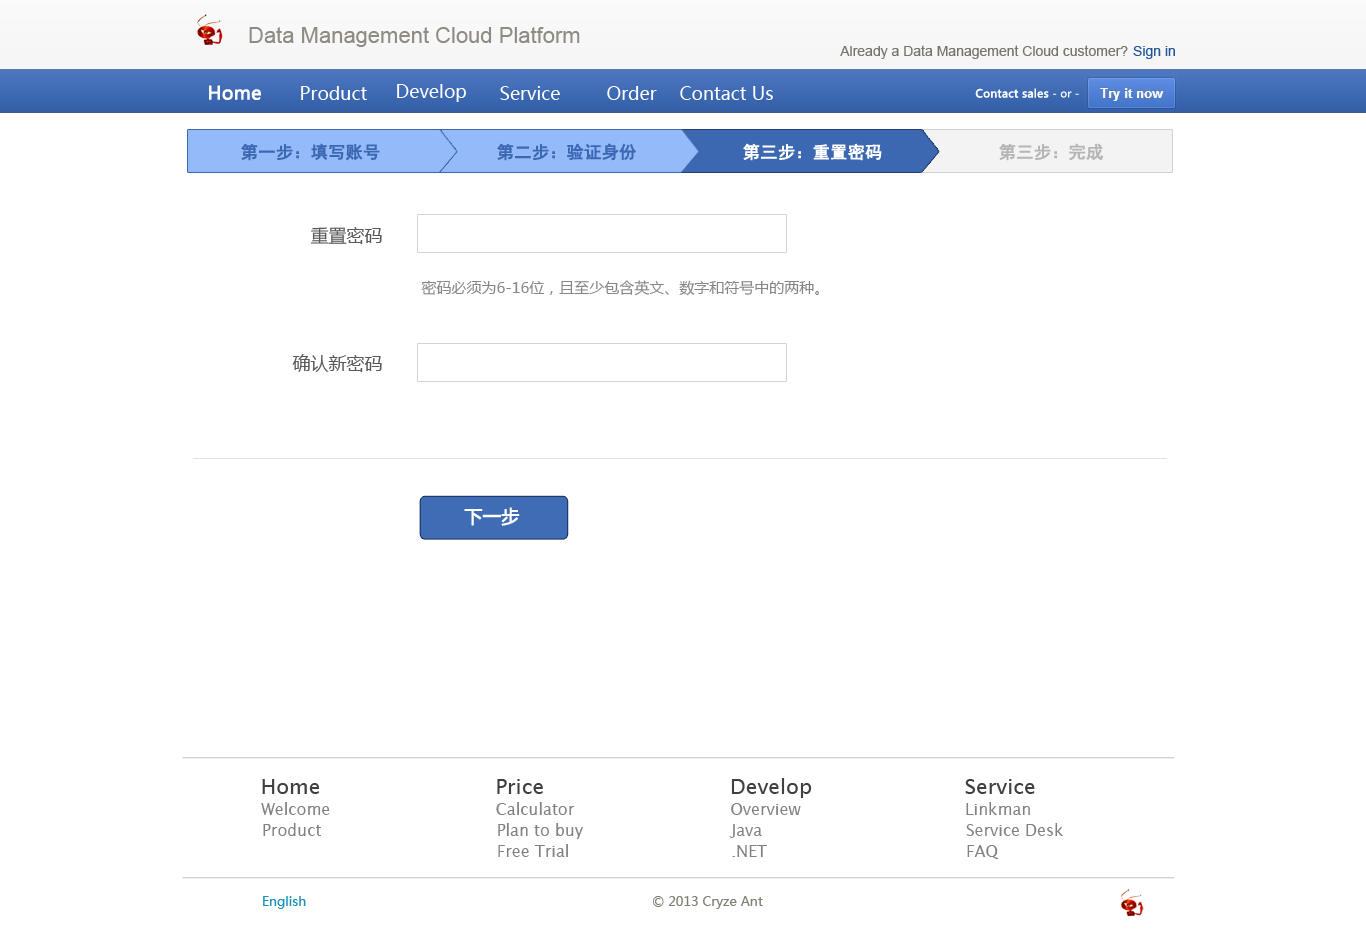 Data Management Cloud Platform
Already a Data Management Cloud customer? Sign in
Home Product Develop Service Order Contact Us Contact sales - or - Try it now
第一步：填写账号 第二步：验证身份 第三步：重置密码 第三步：完成
重置密码
密码必须为6-16位，且至少包含英文、数字和符号中的两种。
确认新密码
下一步
Home Price Develop Service
Welcome Calculator Overview Linkman
Product Plan to buy Java Service Desk
Free Trial .NET FAQ
English © 2013 Cryze Ant